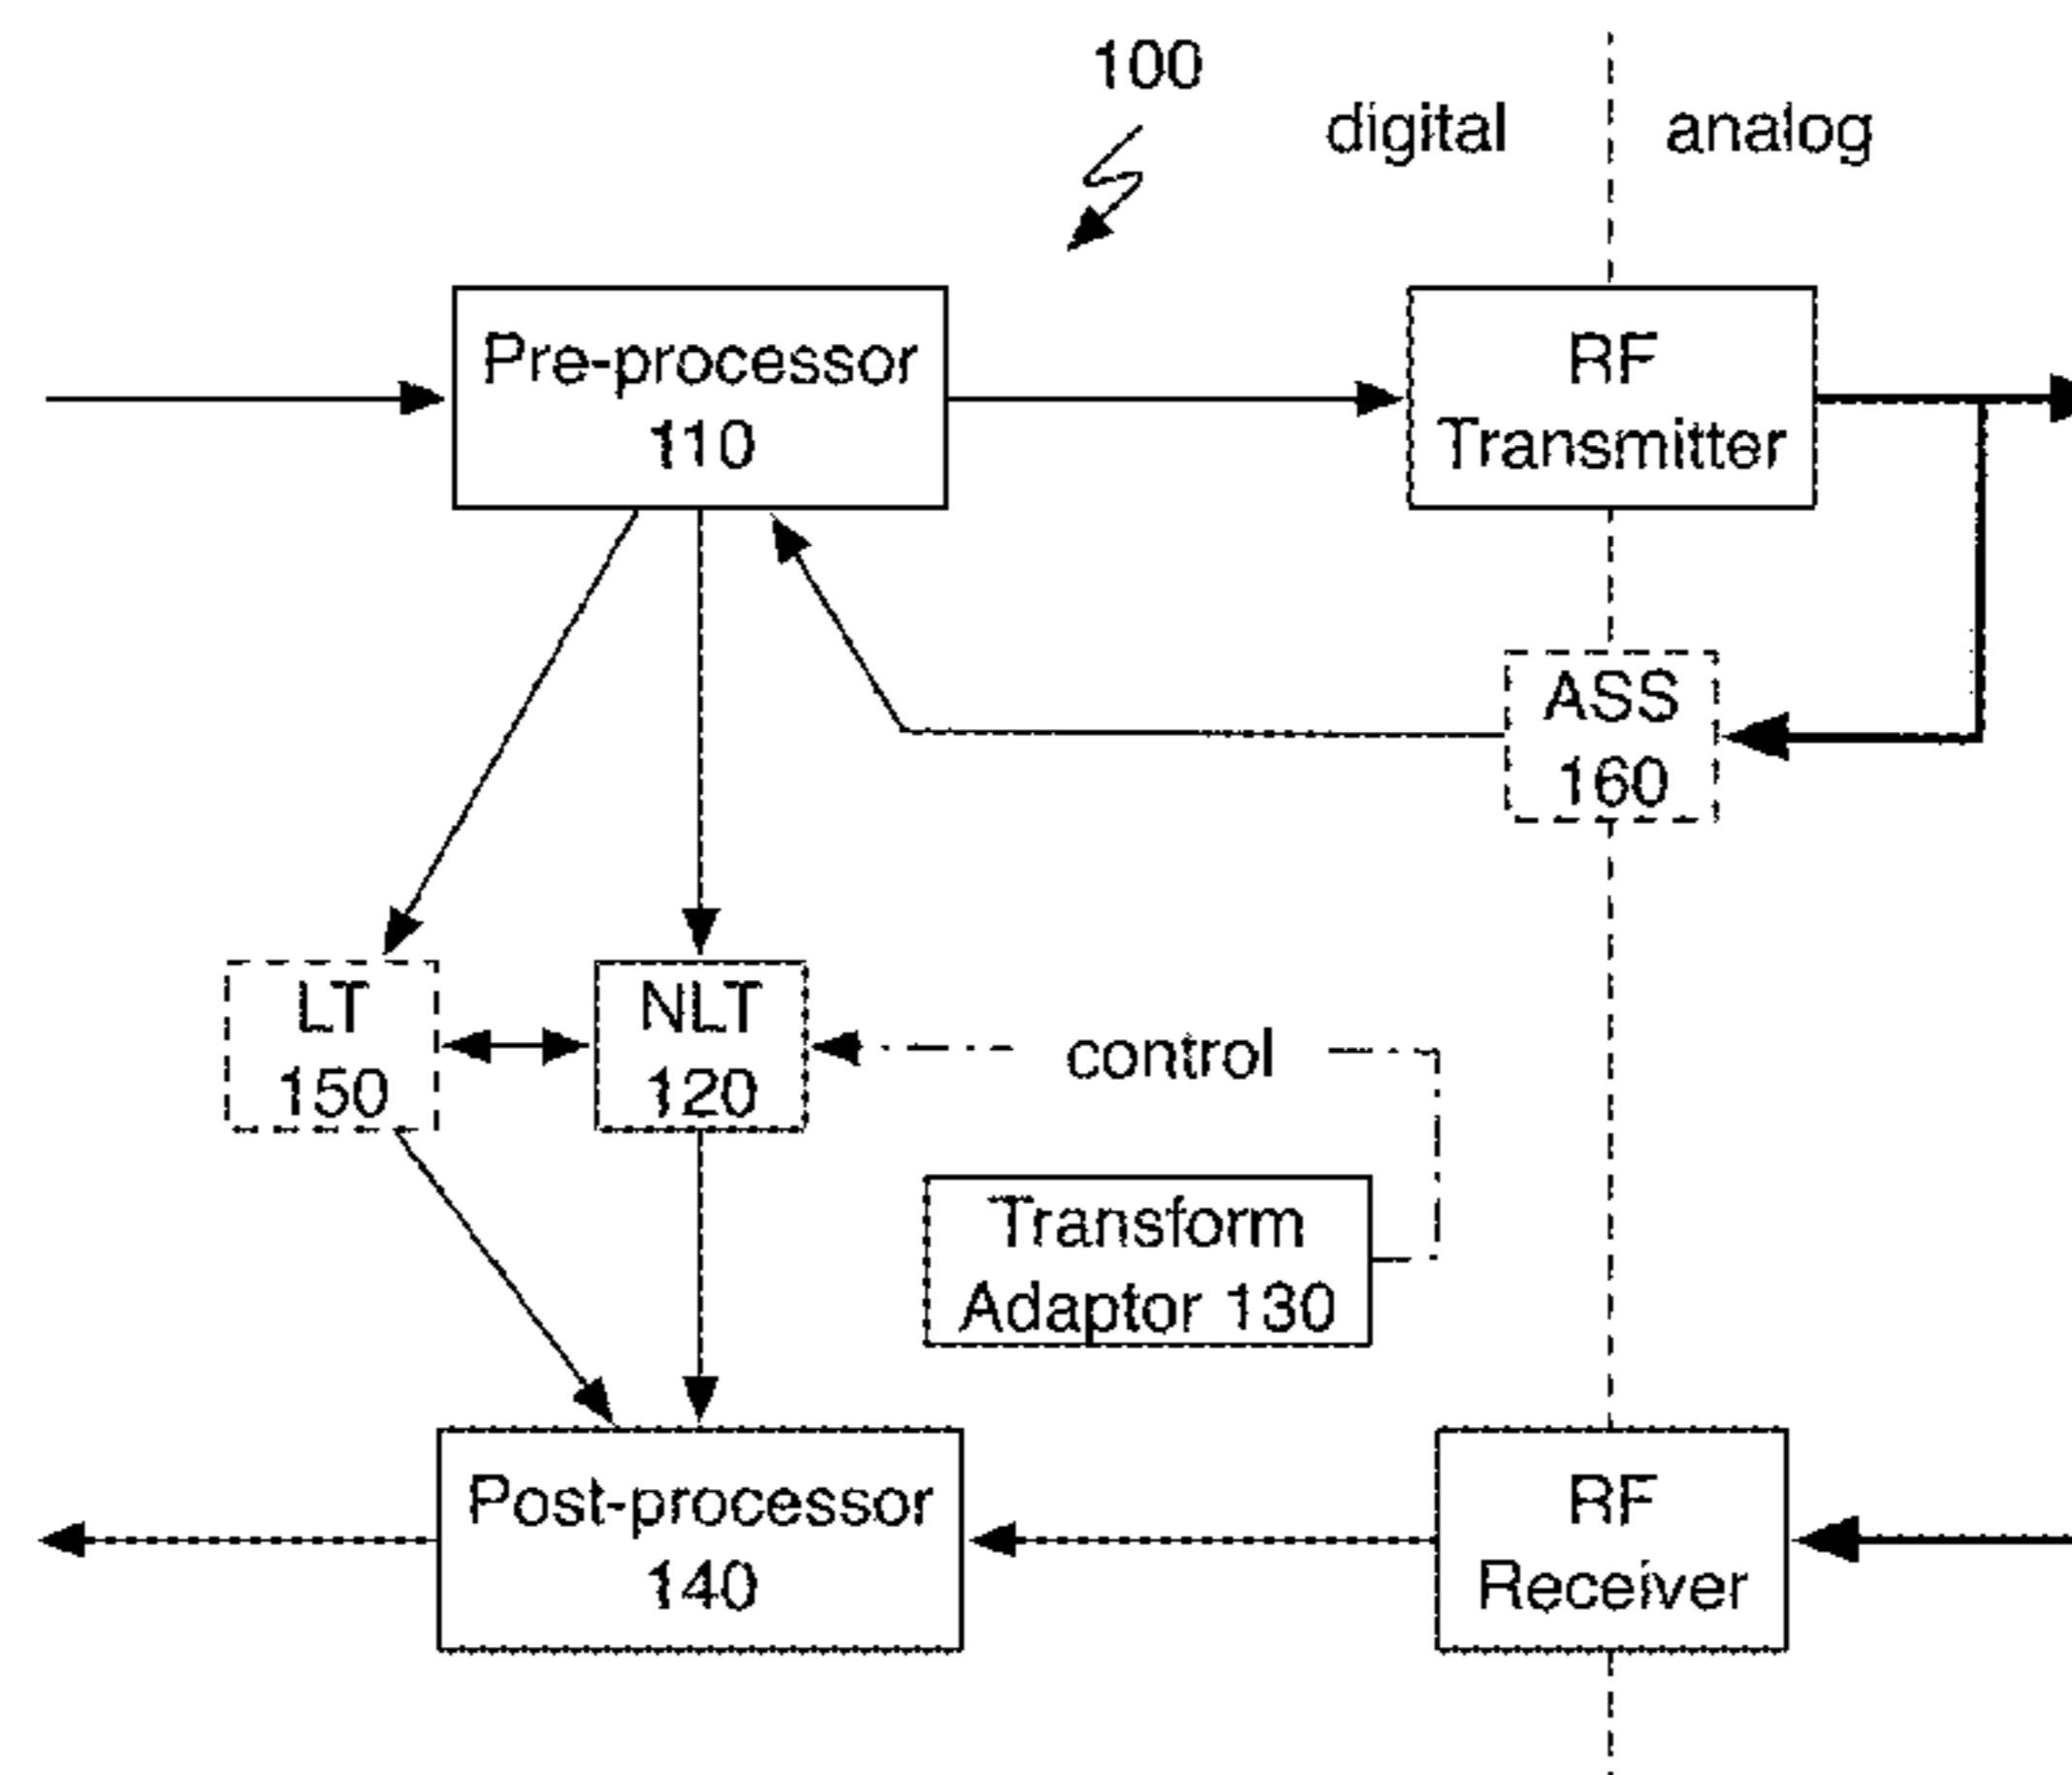 100
digital
analog
Pre-processor
110
RF
Transmitter
ASS
160
LT
150
NLT
120
control
Transform
Adaptor 130
Post-processor
140
RF
Receiver